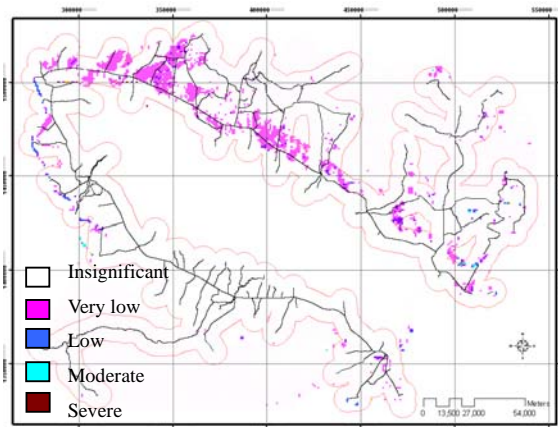 300000 350000 400000 450000 500000 550000
Insignificant
Very low
Low
Moderate
Severe
Meters
0 13,500 27,000 54,000